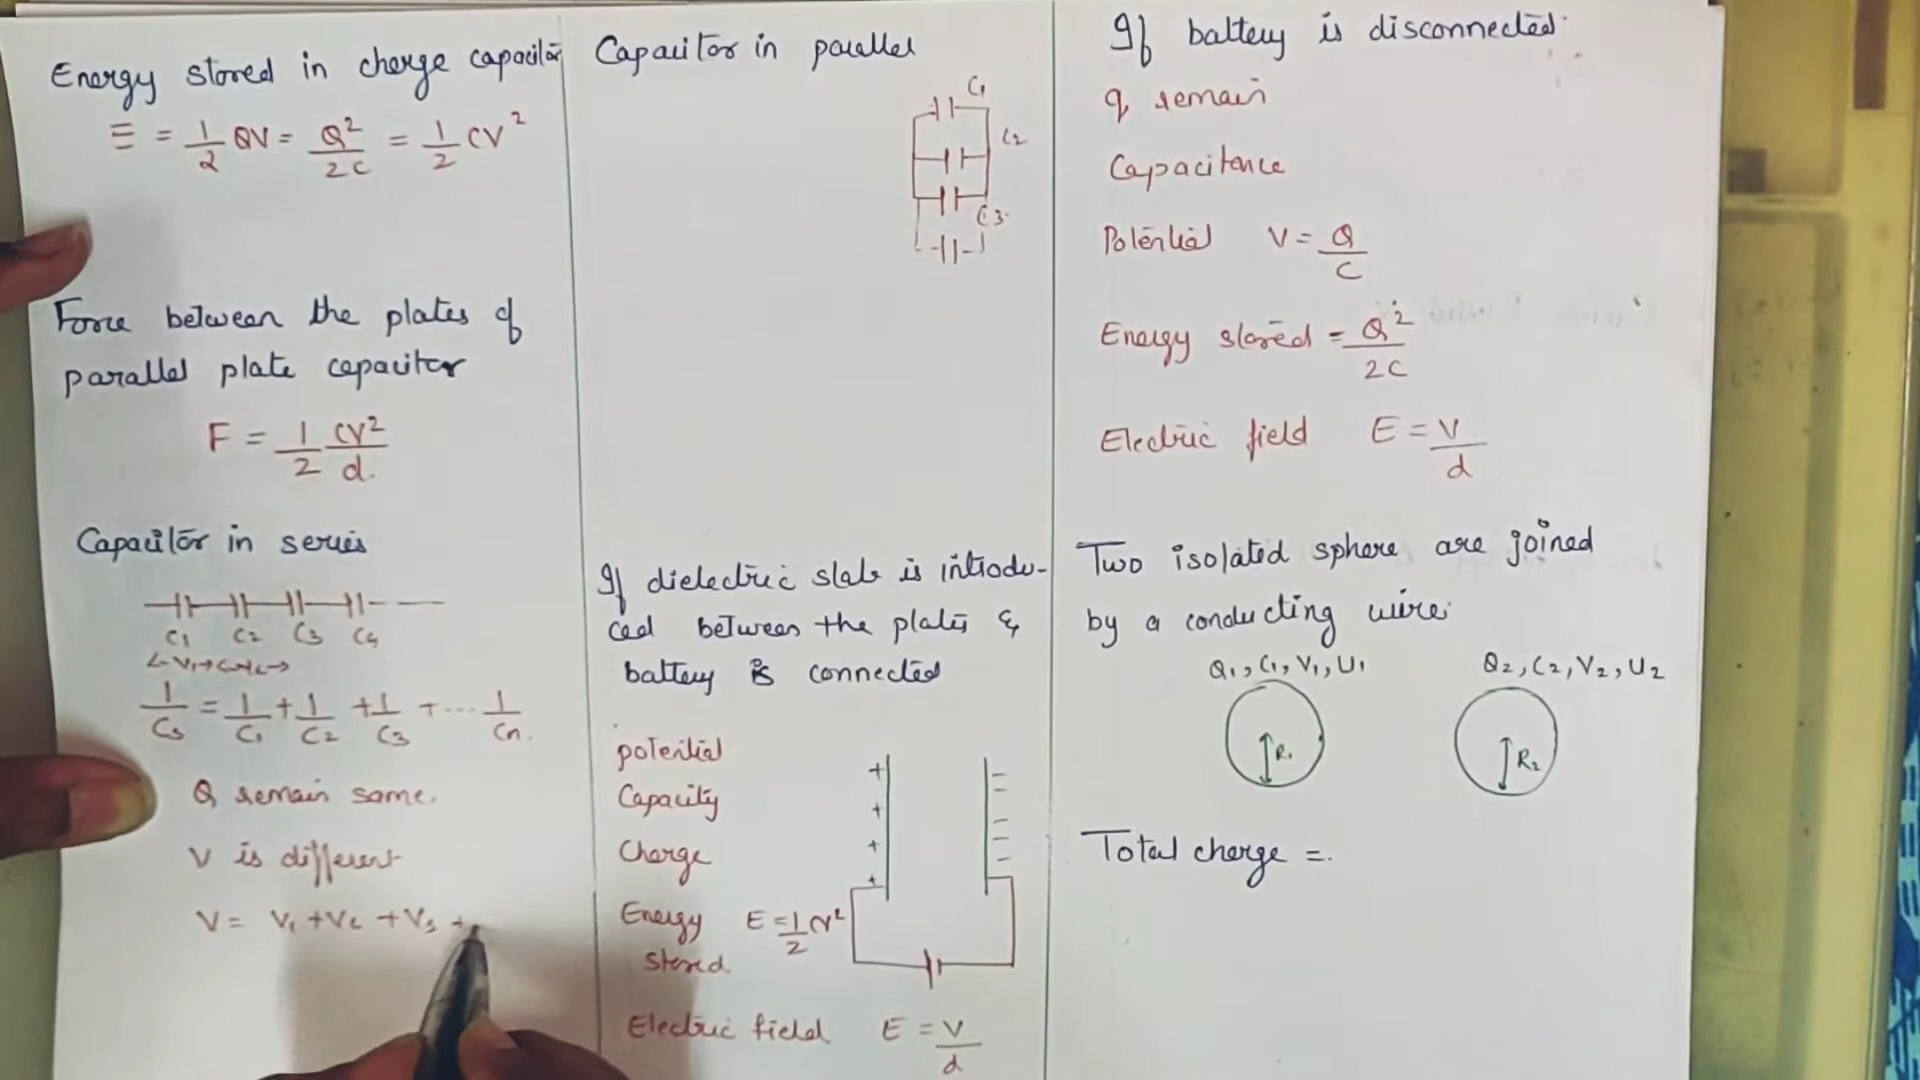 Energy stored in charge capacitor
E = 1/2 QV = Q²/2C = 1/2 CV²
Force between the plates of
parallel plate capacitor
F = 1/2 CV²/d.
Capacitor in series
C1 C2 C3 C4
1/Cs = 1/C1 + 1/C2 + 1/C3 + ... 1/Cn.
Q remain same.
V is different
V = V1 + V2 + V3 +
Capacitor in parallel
C1
C2
C3.
If dielectric slab is introdu-
ced between the plates &
battery is connected
potential
Capacity
Charge
Energy E = 1/2 CV²
stored.
Electric field E = V/d
+ + + +
- - - - -
If battery is disconnected
q remain
Capacitence
Potential V = Q/C
Energy stored = Q²/2C
Electric field E = V/d
Two isolated sphere are joined
by a conducting wire.
Q1, C1, V1, U1
Q2, C2, V2, U2
R1
R2
Total charge =.